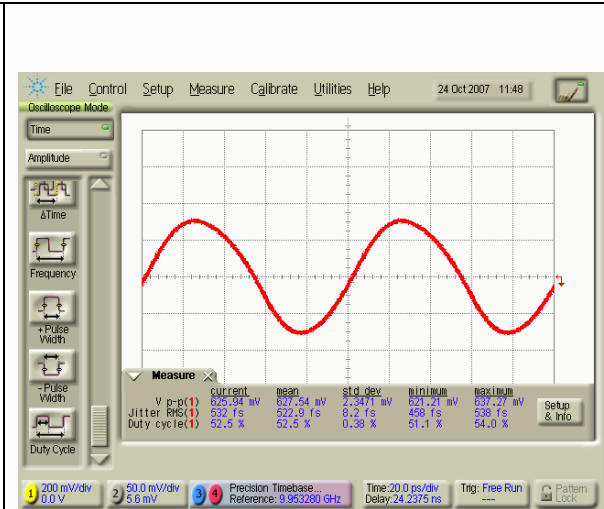 File Control Setup Measure Calibrate Utilities Help 24 Oct 2007 11:48
Oscilloscope Mode
Time
Amplitude
ΔTime
Frequency
+ Pulse
Width
- Pulse
Width
Duty Cycle
Measure
current mean std dev minimum maximum
V p-p(1) 625.94 mV 627.54 mV 2.3471 mV 621.21 mV 637.27 mV
Jitter RMS(1) 532 fs 522.9 fs 8.2 fs 458 fs 538 fs
Duty cycle(1) 52.5 % 52.5 % 0.38 % 51.1 % 54.0 %
Setup
& Info
1 200 mV/div
0.0 V
2 50.0 mV/div
5.6 mV
3 4 Precision Timebase...
Reference: 9.953280 GHz
Time:20.0 ps/div
Delay:24.2375 ns
Trig: Free Run
---
Pattern
Lock